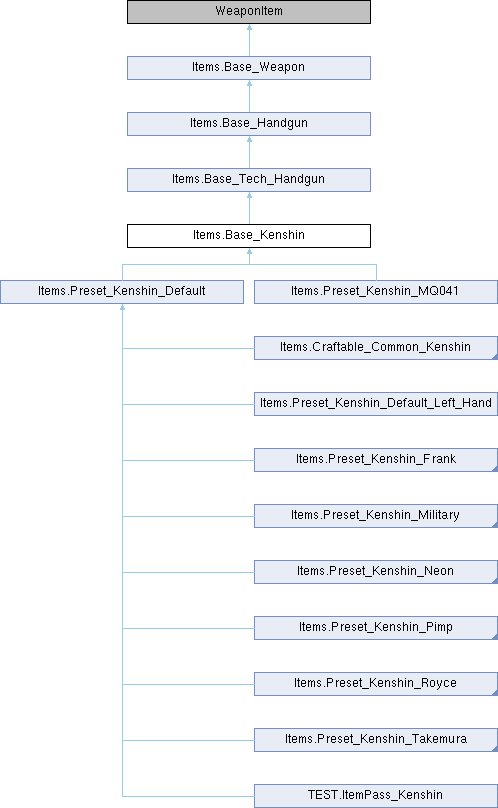 WeaponItem
Items.Base_Weapon
Items.Base_Handgun
Items.Base_Tech_Handgun
Items.Base_Kenshin
Items.Preset_Kenshin_Default
Items.Preset_Kenshin_MQ041
Items.Craftable_Common_Kenshin
Items.Preset_Kenshin_Default_Left_Hand
Items.Preset_Kenshin_Frank
Items.Preset_Kenshin_Military
Items.Preset_Kenshin_Neon
Items.Preset_Kenshin_Pimp
Items.Preset_Kenshin_Royce
Items.Preset_Kenshin_Takemura
TEST.ItemPass_Kenshin